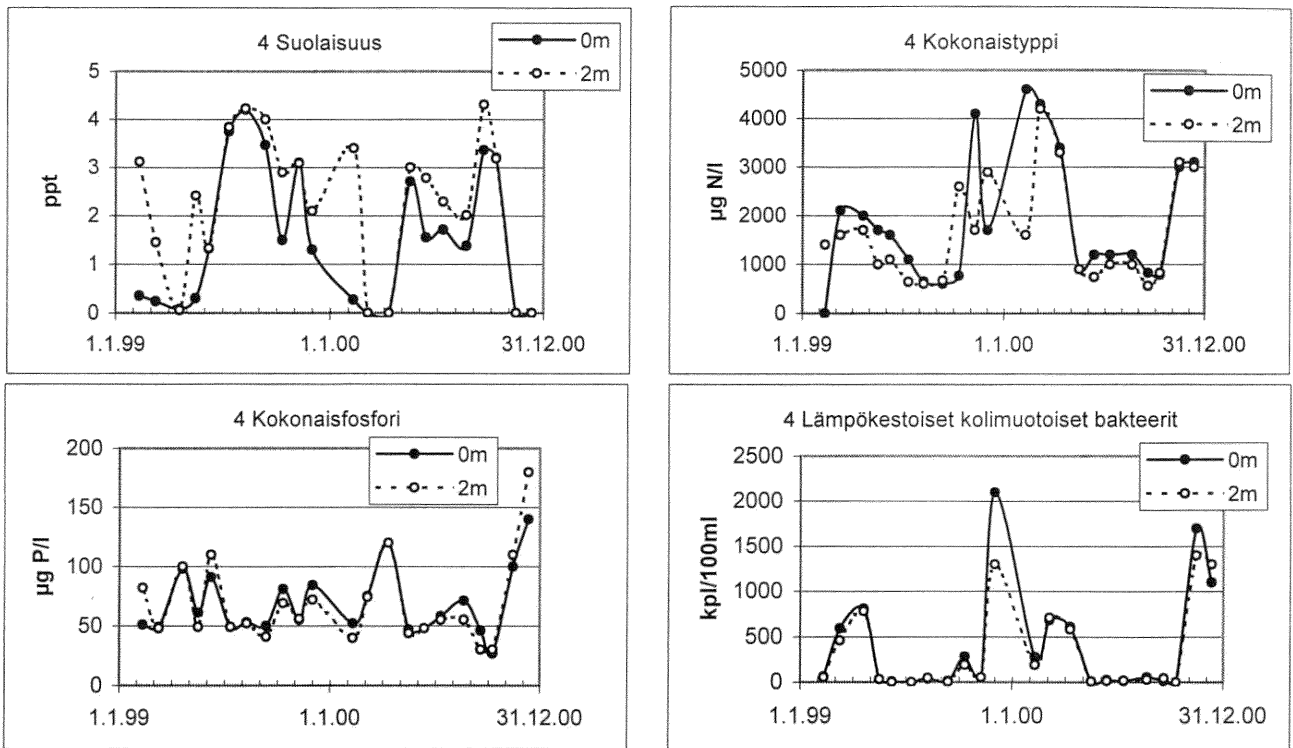 4 Suolaisuus
0m
2m
ppt
5
4
3
2
1
0
1.1.99
1.1.00
31.12.00
4 Kokonaistyppi
0m
2m
µg N/l
5000
4000
3000
2000
1000
0
1.1.99
1.1.00
31.12.00
4 Kokonaisfosfori
0m
2m
µg P/l
200
150
100
50
0
1.1.99
1.1.00
31.12.00
4 Lämpökestoiset kolimuotoiset bakteerit
0m
2m
kpl/100ml
2500
2000
1500
1000
500
0
1.1.99
1.1.00
31.12.00